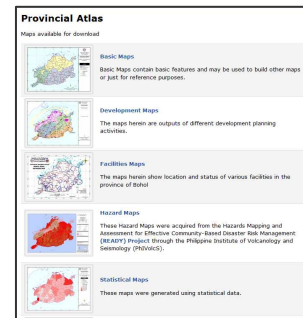 Provincial Atlas
Maps available for download
Basic Maps
Basic Maps contain basic features and may be used to build other maps
or just for reference purposes.
Development Maps
The maps herein are outputs of different development planning
activities.
Facilities Maps
The maps herein show location and status of various facilities in the
province of Bohol
Hazard Maps
These Hazard Maps were acquired from the Hazards Mapping and
Assessment for Effective Community-Based Disaster Risk Management
(READY) Project through the Philippine Institute of Volcanology and
Seismology (PhiVolcS).
Statistical Maps
These maps were generated using statistical data.